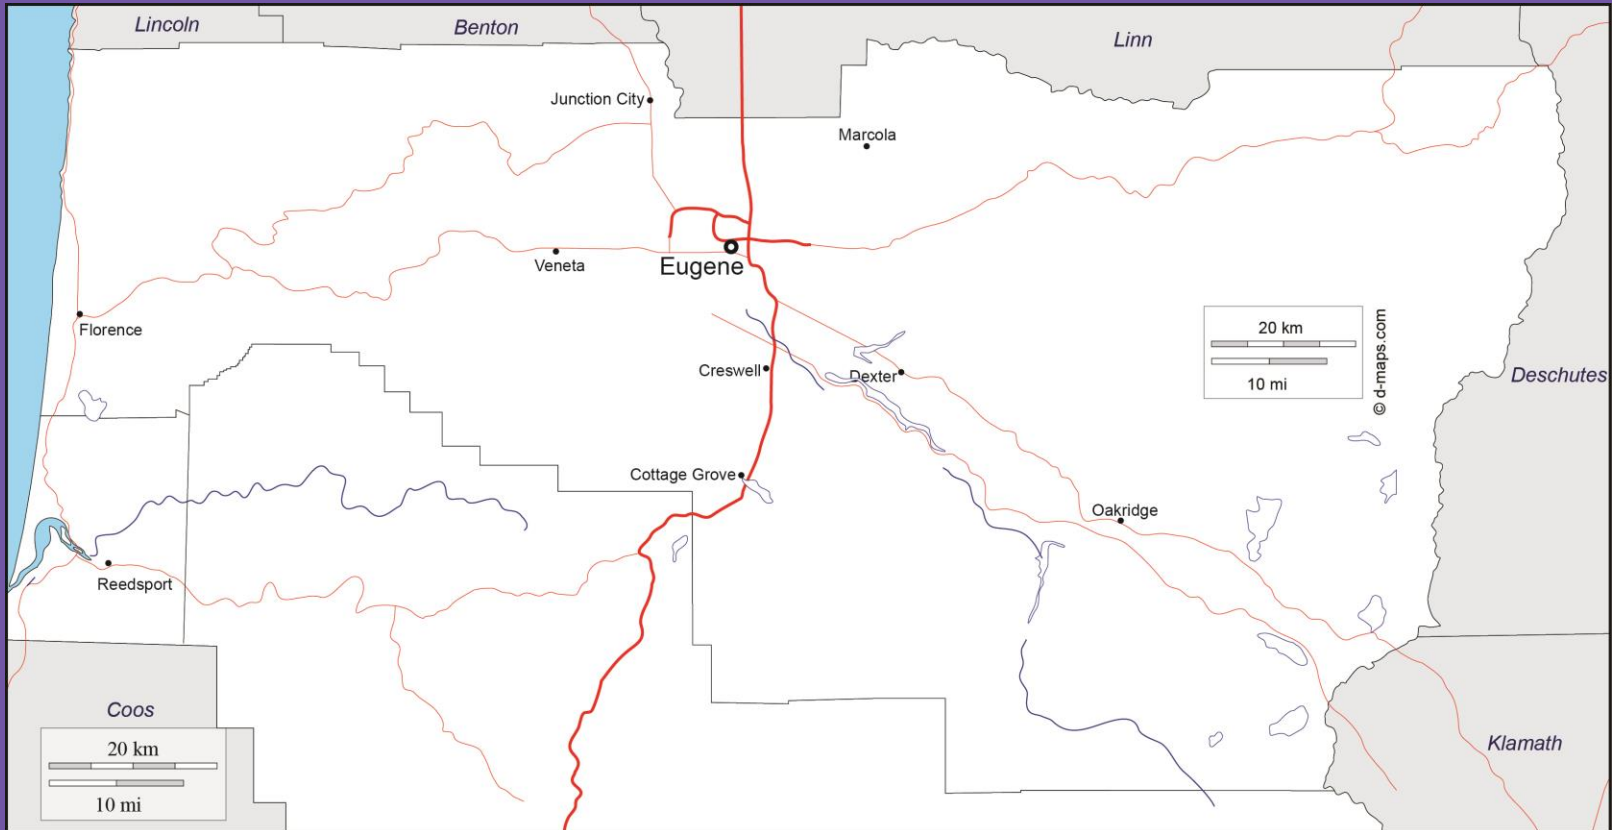 Lincoln
Benton
Linn
Junction City
Marcola
Veneta
Eugene
Florence
20 km
10 mi
© d-maps.com
Creswell
Dexter
Deschutes
Cottage Grove
Oakridge
Reedsport
Coos
20 km
10 mi
Klamath